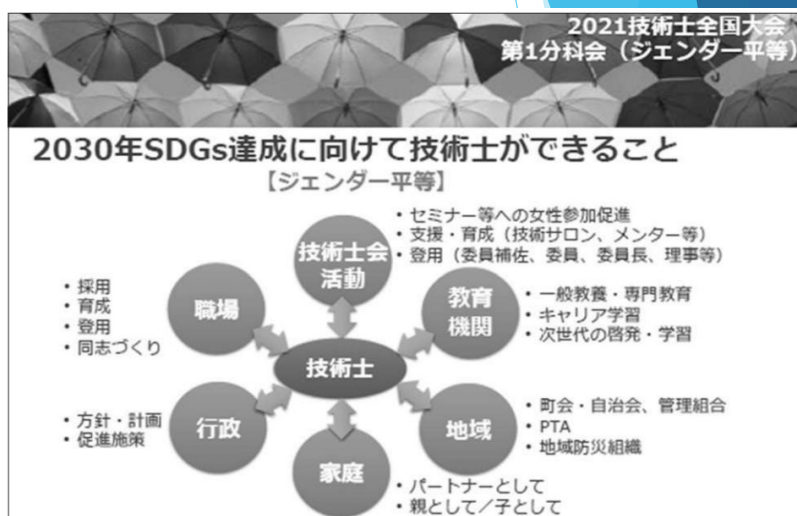 2021技術士全国大会
第1分科会（ジェンダー平等）
2030年SDGs達成に向けて技術士ができること
【ジェンダー平等】
技術士会
活動
・セミナー等への女性参加促進
・支援・育成（技術サロン、メンター等）
・登用（委員補佐、委員、委員長、理事等）
職場
・採用
・育成
・登用
・同志づくり
教育
機関
・一般教養・専門教育
・キャリア学習
・次世代の啓発・学習
技術士
行政
・方針・計画
・促進施策
地域
・町会・自治会、管理組合
・PTA
・地域防災組織
家庭
・パートナーとして
・親として／子として